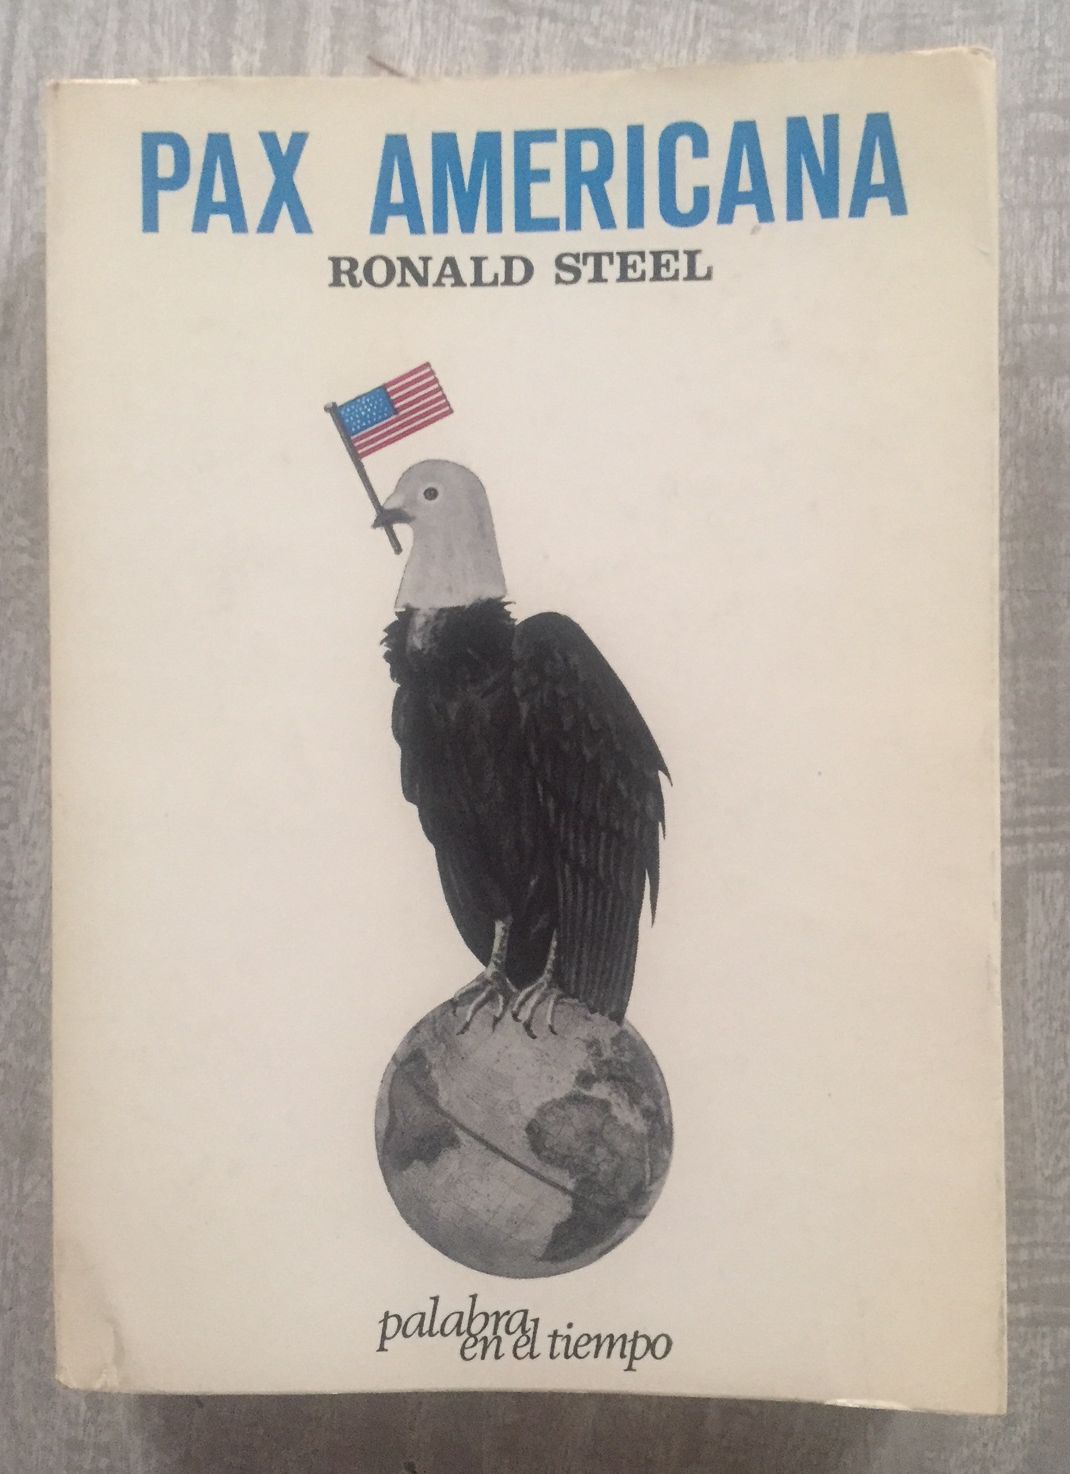 PAX AMERICANA
RONALD STEEL
palabra
en el tiempo